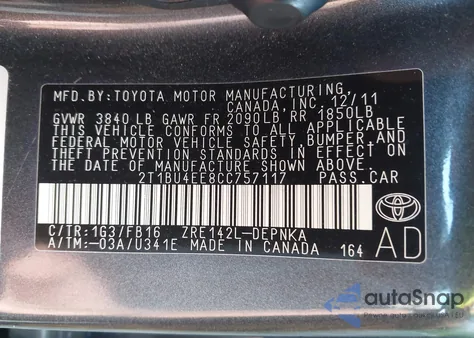 MFD.BY:TOYOTA MOTOR MANUFACTURING,
CANADA, INC. 12/11
GVWR 3840 LB GAWR FR 2090LB RR 1850LB
THIS VEHICLE CONFORMS TO ALL APPLICABLE
FEDERAL MOTOR VEHICLE SAFETY, BUMPER, AND
THEFT PREVENTION STANDARDS IN EFFECT ON
THE DATE OF MANUFACTURE SHOWN ABOVE.
2T1BU4EE8CC757117 PASS.CAR
C/TR:1G3/FB16 ZRE142L-DEPNKA
A/TM:-03A/U341E MADE IN CANADA 164
AD
autoSnap